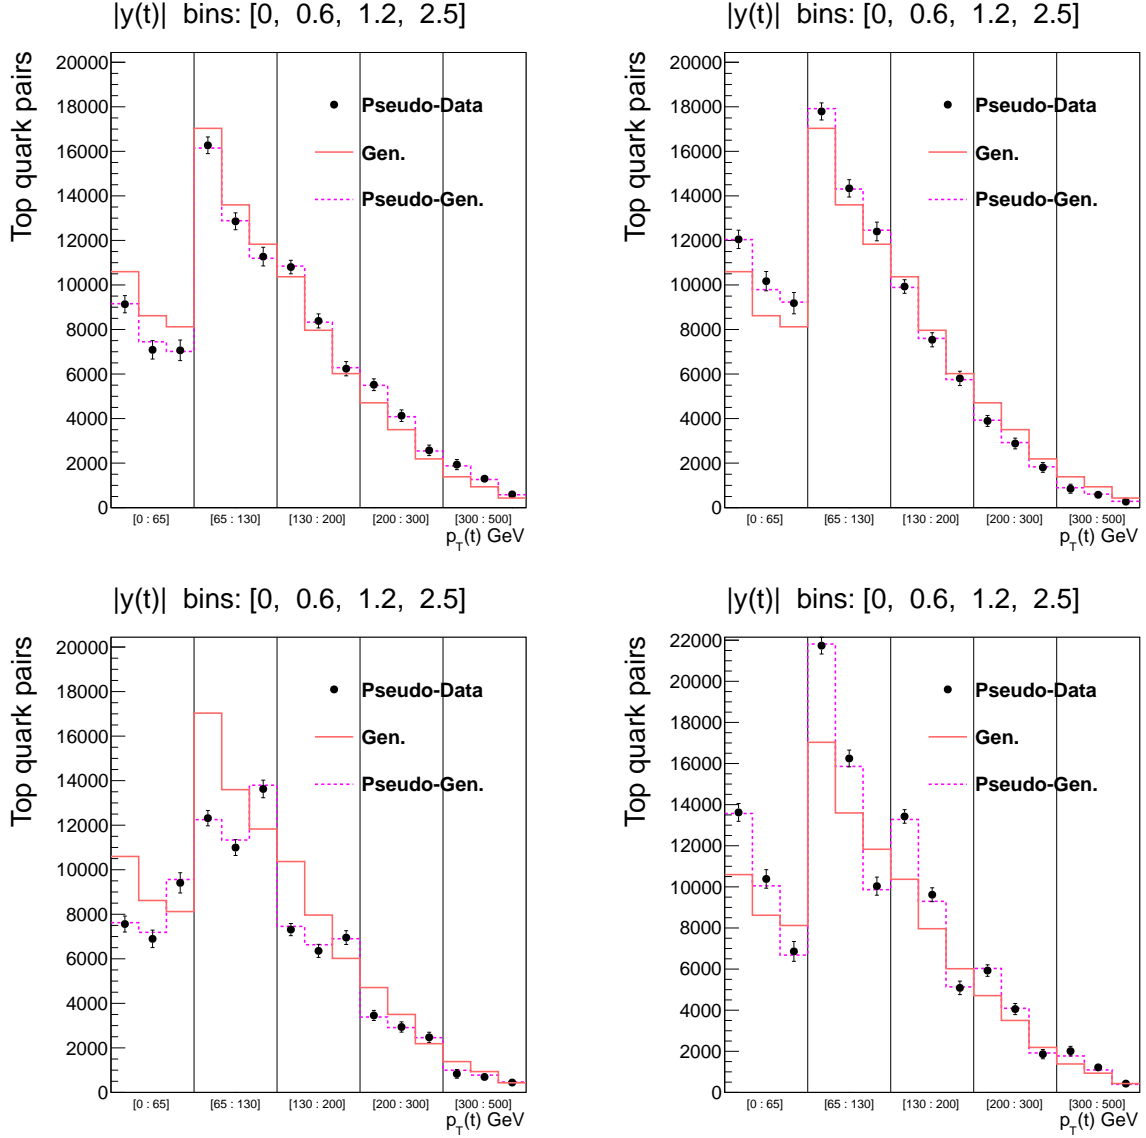 |y(t)| bins: [0, 0.6, 1.2, 2.5]
Top quark pairs
20000
18000
16000
14000
12000
10000
8000
6000
4000
2000
0
Pseudo-Data
Gen.
Pseudo-Gen.
[0 : 65] [65 : 130] [130 : 200] [200 : 300] [300 : 500]
p_T(t) GeV
|y(t)| bins: [0, 0.6, 1.2, 2.5]
Top quark pairs
20000
18000
16000
14000
12000
10000
8000
6000
4000
2000
0
Pseudo-Data
Gen.
Pseudo-Gen.
[0 : 65] [65 : 130] [130 : 200] [200 : 300] [300 : 500]
p_T(t) GeV
|y(t)| bins: [0, 0.6, 1.2, 2.5]
Top quark pairs
20000
18000
16000
14000
12000
10000
8000
6000
4000
2000
0
Pseudo-Data
Gen.
Pseudo-Gen.
[0 : 65] [65 : 130] [130 : 200] [200 : 300] [300 : 500]
p_T(t) GeV
|y(t)| bins: [0, 0.6, 1.2, 2.5]
Top quark pairs
22000
20000
18000
16000
14000
12000
10000
8000
6000
4000
2000
0
Pseudo-Data
Gen.
Pseudo-Gen.
[0 : 65] [65 : 130] [130 : 200] [200 : 300] [300 : 500]
p_T(t) GeV